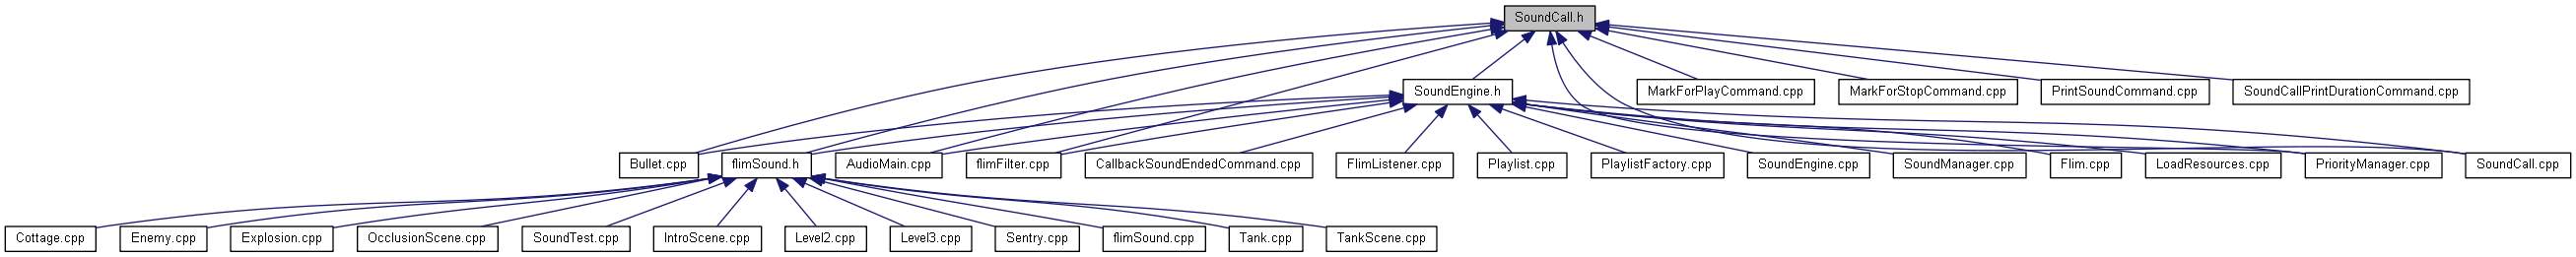 SoundCall.h
SoundEngine.h
MarkForPlayCommand.cpp
MarkForStopCommand.cpp
PrintSoundCommand.cpp
SoundCallPrintDurationCommand.cpp
Bullet.cpp
flimSound.h
AudioMain.cpp
flimFilter.cpp
CallbackSoundEndedCommand.cpp
FlimListener.cpp
Playlist.cpp
PlaylistFactory.cpp
SoundEngine.cpp
SoundManager.cpp
Flim.cpp
LoadResources.cpp
PriorityManager.cpp
SoundCall.cpp
Cottage.cpp
Enemy.cpp
Explosion.cpp
OcclusionScene.cpp
SoundTest.cpp
IntroScene.cpp
Level2.cpp
Level3.cpp
Sentry.cpp
flimSound.cpp
Tank.cpp
TankScene.cpp